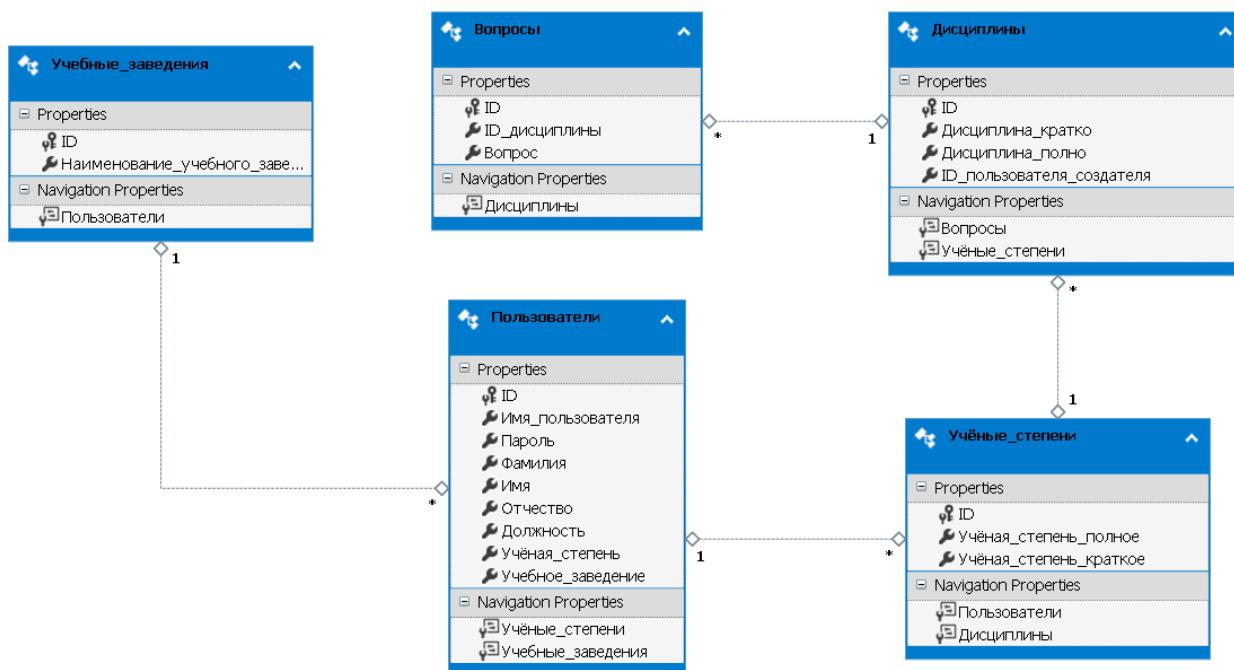 Учебные_заведения
Properties
ID
Наименование_учебного_заве...
Navigation Properties
Пользователи
1
*
Вопросы
Properties
ID
ID_дисциплины
Вопрос
Navigation Properties
Дисциплины
*
1
Дисциплины
Properties
ID
Дисциплина_кратко
Дисциплина_полно
ID_пользователя_создателя
Navigation Properties
Вопросы
Учёные_степени
*
1
Пользователи
Properties
ID
Имя_пользователя
Пароль
Фамилия
Имя
Отчество
Должность
Учёная_степень
Учебное_заведение
Navigation Properties
Учёные_степени
Учебные_заведения
1
*
Учёные_степени
Properties
ID
Учёная_степень_полное
Учёная_степень_краткое
Navigation Properties
Пользователи
Дисциплины